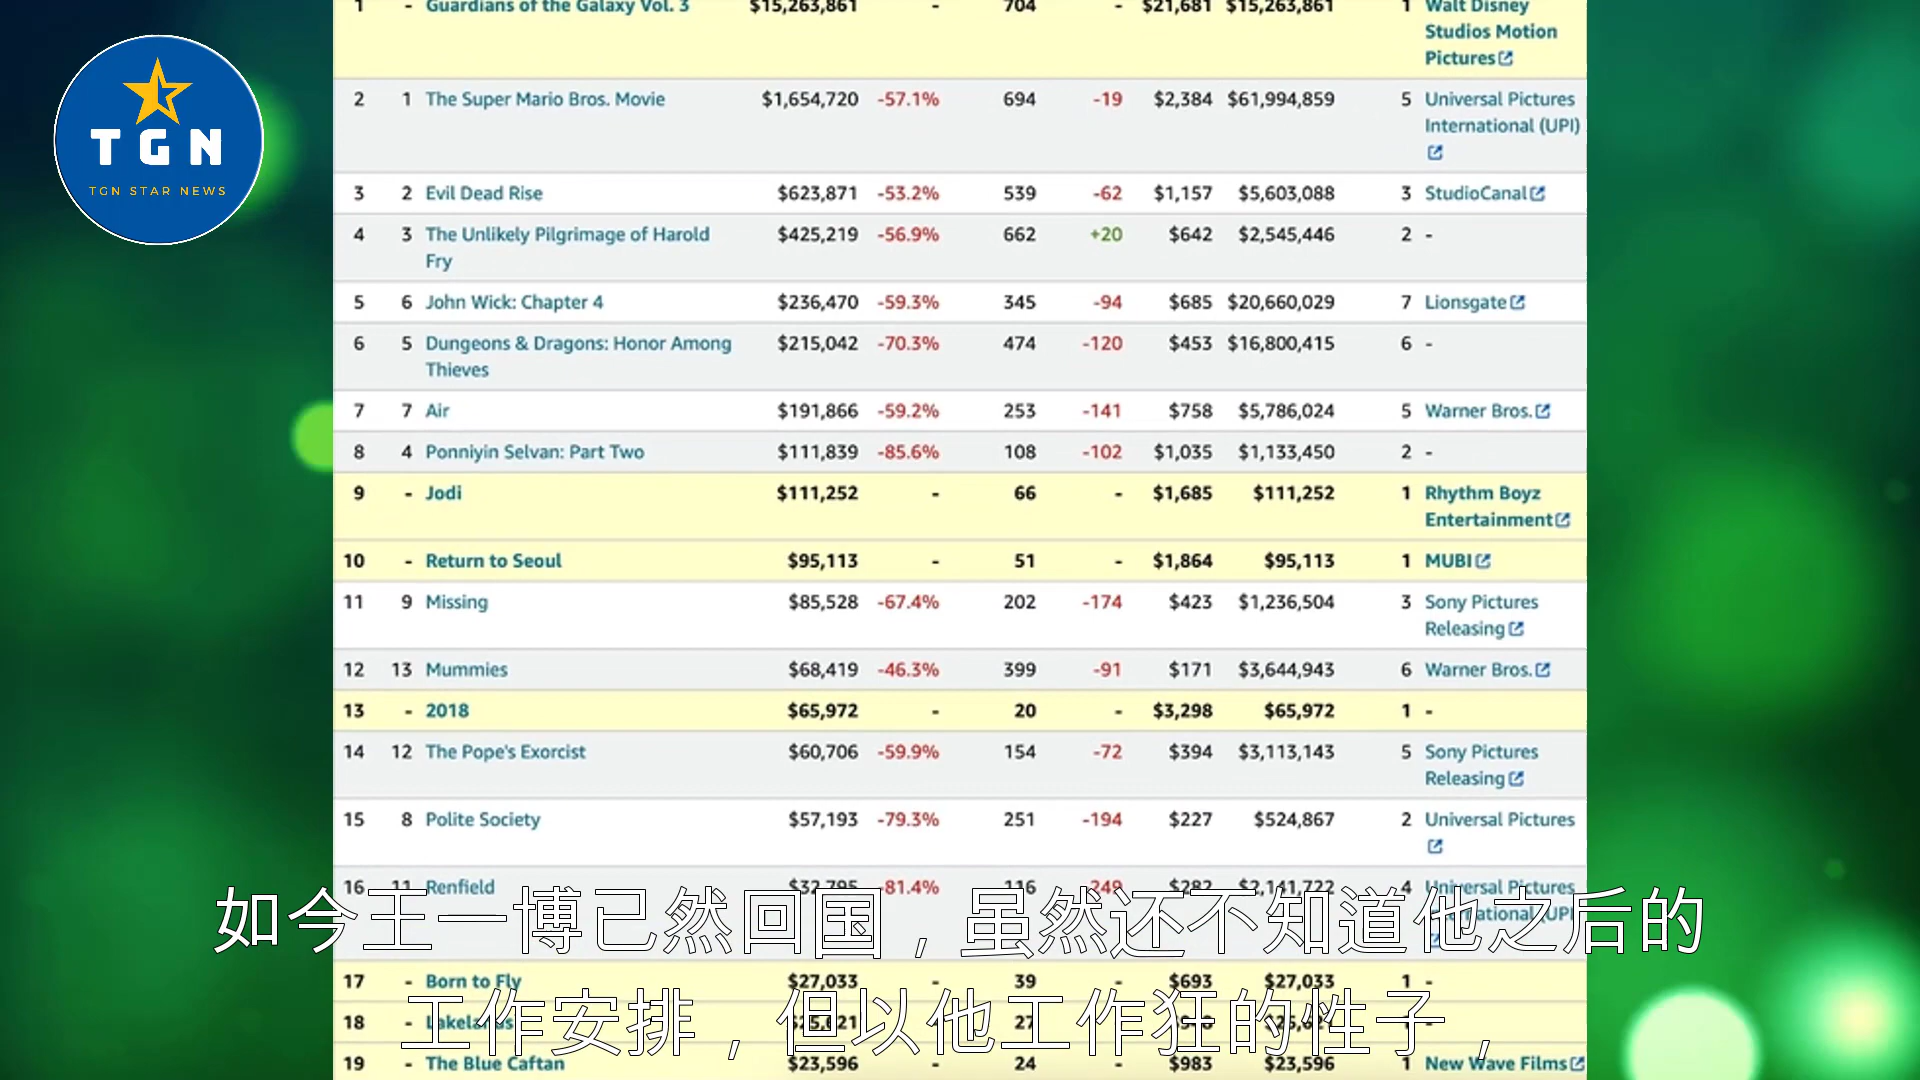 TGN
TGN STAR NEWS
1 - Guardians of the Galaxy Vol. 3 $15,263,861 - 704 - $21,681 $15,263,861 1 Walt Disney
Studios Motion
Pictures
2 1 The Super Mario Bros. Movie $1,654,720 -57.1% 694 -19 $2,384 $61,994,859 5 Universal Pictures
International (UPI)
3 2 Evil Dead Rise $623,871 -53.2% 539 -62 $1,157 $5,603,088 3 StudioCanal
4 3 The Unlikely Pilgrimage of Harold $425,219 -56.9% 662 +20 $642 $2,545,446 2 -
Fry
5 6 John Wick: Chapter 4 $236,470 -59.3% 345 -94 $685 $20,660,029 7 Lionsgate
6 5 Dungeons & Dragons: Honor Among $215,042 -70.3% 474 -120 $453 $16,800,415 6 -
Thieves
7 7 Air $191,866 -59.2% 253 -141 $758 $5,786,024 5 Warner Bros.
8 4 Ponniyin Selvan: Part Two $111,839 -85.6% 108 -102 $1,035 $1,133,450 2 -
9 - Jodi $111,252 - 66 - $1,685 $111,252 1 Rhythm Boyz
Entertainment
10 - Return to Seoul $95,113 - 51 - $1,864 $95,113 1 MUBI
11 9 Missing $85,528 -67.4% 202 -174 $423 $1,236,504 3 Sony Pictures
Releasing
12 13 Mummies $68,419 -46.3% 399 -91 $171 $3,644,943 6 Warner Bros.
13 - 2018 $65,972 - 20 - $3,298 $65,972 1 -
14 12 The Pope's Exorcist $60,706 -59.9% 154 -72 $394 $3,113,143 5 Sony Pictures
Releasing
15 8 Polite Society $57,193 -79.3% 251 -194 $227 $524,867 2 Universal Pictures
16 11 Renfield $32,795 -81.4% 116 -249 $282 $2,141,722 4 Universal Pictures
如今王一博已然回国，虽然还不知道他之后的
17 - Born to Fly $27,033 - 39 - $693 $27,033 1 -
工作安排，但以他工作狂的性子，
18 - Lakelands 27
19 - The Blue Caftan $23,596 - 24 - $983 $23,596 1 New Wave Films